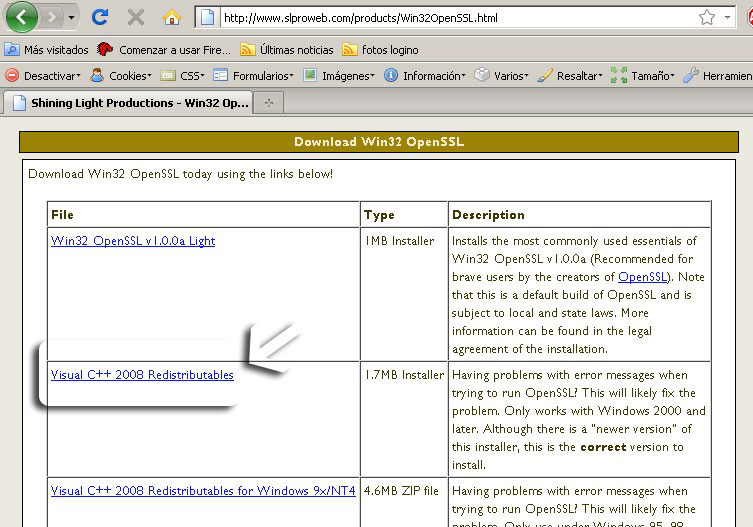 http://www.slproweb.com/products/Win32OpenSSL.html
Más visitados Comenzar a usar Fire... Últimas noticias fotos logino
Desactivar Cookies CSS Formularios Imágenes Información Varios Resaltar Tamaño Herramien
Shining Light Productions - Win32 Op...
Download Win32 OpenSSL
Download Win32 OpenSSL today using the links below!
File Type Description
Win32 OpenSSL v1.0.0a Light 1MB Installer Installs the most commonly used essentials of
Win32 OpenSSL v1.0.0a (Recommended for
brave users by the creators of OpenSSL). Note
that this is a default build of OpenSSL and is
subject to local and state laws. More
information can be found in the legal
agreement of the installation.
Visual C++ 2008 Redistributables 1.7MB Installer Having problems with error messages when
trying to run OpenSSL? This will likely fix the
problem. Only works with Windows 2000 and
later. Although there is a "newer version" of
this installer, this is the correct version to
install.
Visual C++ 2008 Redistributables for Windows 9x/NT4 4.6MB ZIP file Having problems with error messages when
trying to run OpenSSL? This will likely fix the
problem. Only use under Windows 95, 98,